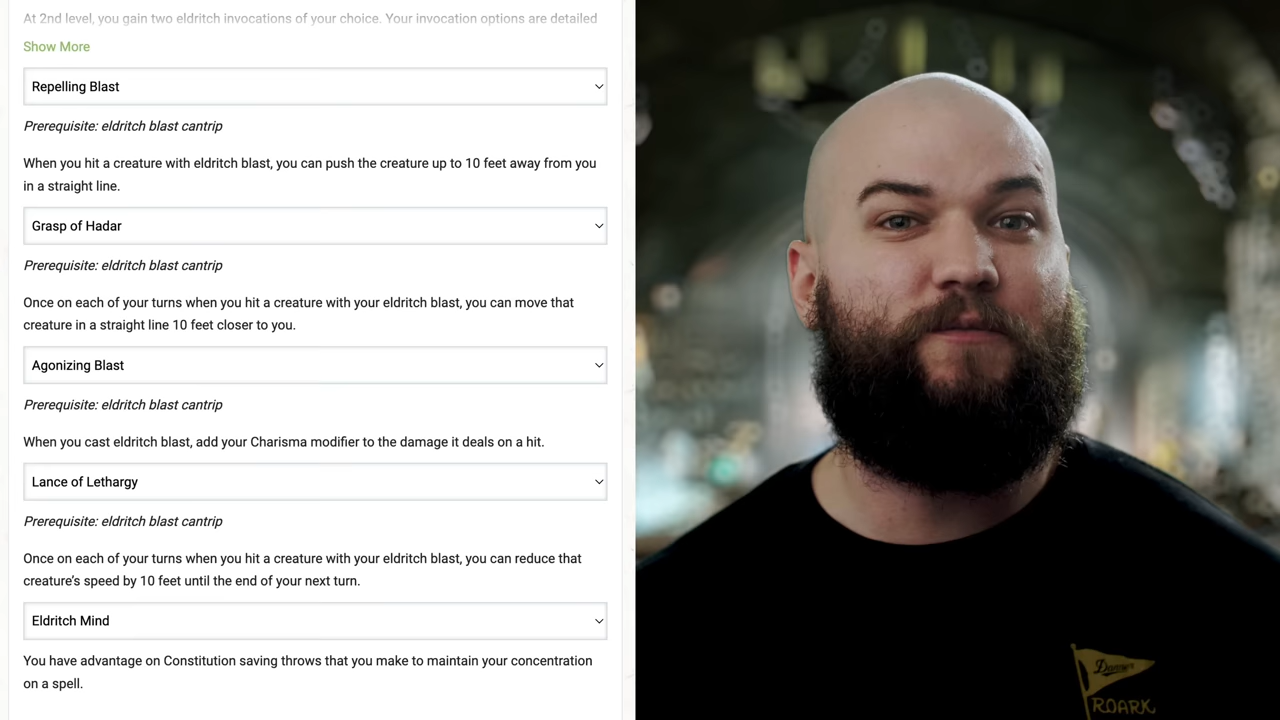 At 2nd level, you gain two eldritch invocations of your choice. Your invocation options are detailed
Show More
Repelling Blast
Prerequisite: eldritch blast cantrip
When you hit a creature with eldritch blast, you can push the creature up to 10 feet away from you
in a straight line.
Grasp of Hadar
Prerequisite: eldritch blast cantrip
Once on each of your turns when you hit a creature with your eldritch blast, you can move that
creature in a straight line 10 feet closer to you.
Agonizing Blast
Prerequisite: eldritch blast cantrip
When you cast eldritch blast, add your Charisma modifier to the damage it deals on a hit.
Lance of Lethargy
Prerequisite: eldritch blast cantrip
Once on each of your turns when you hit a creature with your eldritch blast, you can reduce that
creature’s speed by 10 feet until the end of your next turn.
Eldritch Mind
You have advantage on Constitution saving throws that you make to maintain your concentration
on a spell.
Danner
ROARK